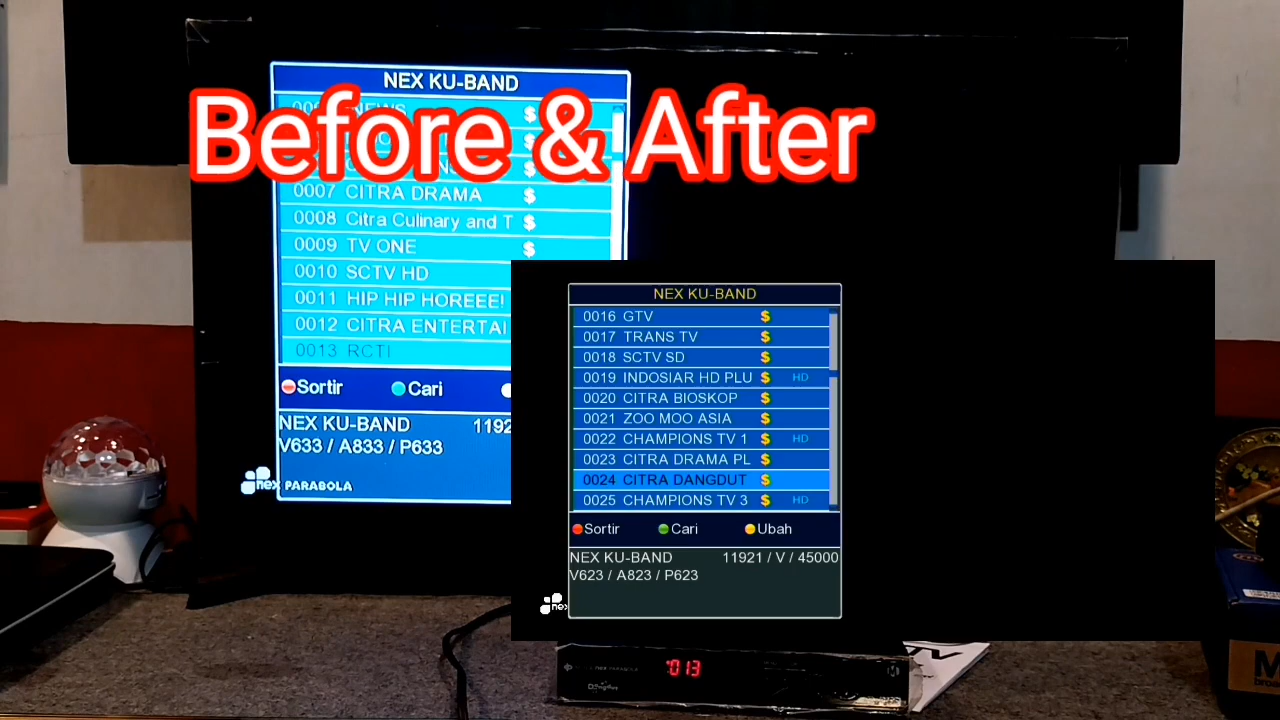 NEX KU-BAND
Before & After
0007 CITRA DRAMA $
0008 Citra Culinary and T $
0009 TV ONE $
0010 SCTV HD
0011 HIP HIP HOREEE!
0012 CITRA ENTERTAI
0013 RCTI
Sortir Cari
NEX KU-BAND 1192
V633 / A833 / P633
nex PARABOLA
NEX KU-BAND
0016 GTV $
0017 TRANS TV $
0018 SCTV SD $
0019 INDOSIAR HD PLU $ HD
0020 CITRA BIOSKOP $
0021 ZOO MOO ASIA $
0022 CHAMPIONS TV 1 $ HD
0023 CITRA DRAMA PL $
0024 CITRA DANGDUT $
0025 CHAMPIONS TV 3 $ HD
Sortir Cari Ubah
NEX KU-BAND 11921 / V / 45000
V623 / A823 / P623
nex
NEX PARABOLA 013